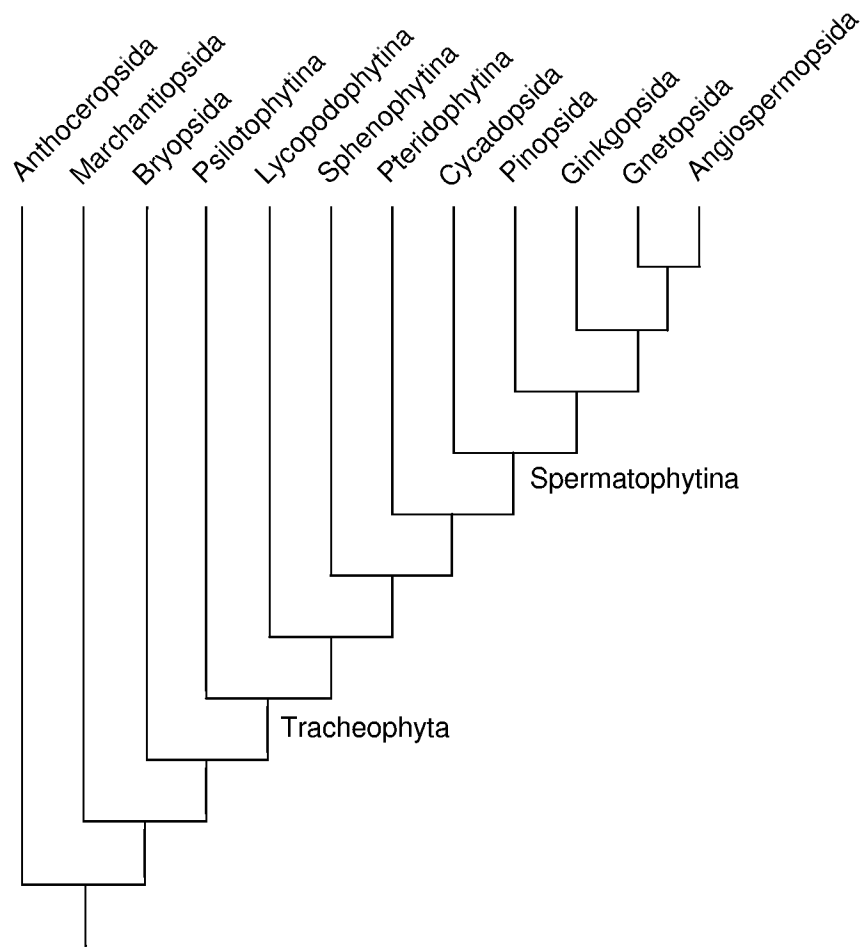 Anthoceropsida
Marchantiopsida
Bryopsida
Psilotophytina
Lycopodophytina
Sphenophytina
Pteridophytina
Cycadopsida
Pinopsida
Ginkgopsida
Gnetopsida
Angiospermopsida
Spermatophytina
Tracheophyta